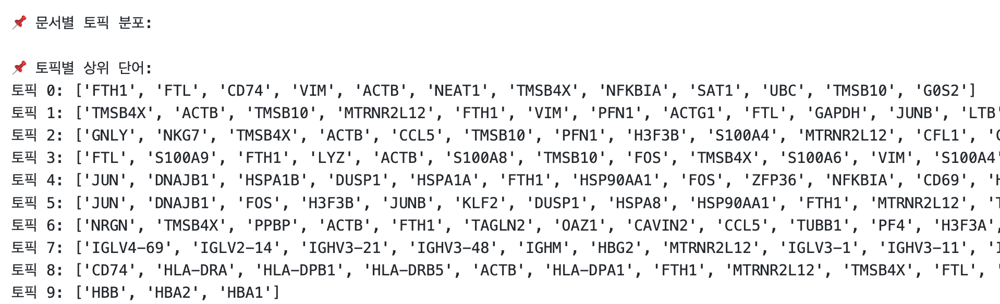 📌 문서별 토픽 분포:
📌 토픽별 상위 단어:
토픽 0: ['FTH1', 'FTL', 'CD74', 'VIM', 'ACTB', 'NEAT1', 'TMSB4X', 'NFKBIA', 'SAT1', 'UBC', 'TMSB10', 'G0S2']
토픽 1: ['TMSB4X', 'ACTB', 'TMSB10', 'MTRNR2L12', 'FTH1', 'VIM', 'PFN1', 'ACTG1', 'FTL', 'GAPDH', 'JUNB', 'LTB'
토픽 2: ['GNLY', 'NKG7', 'TMSB4X', 'ACTB', 'CCL5', 'TMSB10', 'PFN1', 'H3F3B', 'S100A4', 'MTRNR2L12', 'CFL1',
토픽 3: ['FTL', 'S100A9', 'FTH1', 'LYZ', 'ACTB', 'S100A8', 'TMSB10', 'FOS', 'TMSB4X', 'S100A6', 'VIM', 'S100A4'
토픽 4: ['JUN', 'DNAJB1', 'HSPA1B', 'DUSP1', 'HSPA1A', 'FTH1', 'HSP90AA1', 'FOS', 'ZFP36', 'NFKBIA', 'CD69',
토픽 5: ['JUN', 'DNAJB1', 'FOS', 'H3F3B', 'JUNB', 'KLF2', 'DUSP1', 'HSPA8', 'HSP90AA1', 'FTH1', 'MTRNR2L12',
토픽 6: ['NRGN', 'TMSB4X', 'PPBP', 'ACTB', 'FTH1', 'TAGLN2', 'OAZ1', 'CAVIN2', 'CCL5', 'TUBB1', 'PF4', 'H3F3A',
토픽 7: ['IGLV4-69', 'IGLV2-14', 'IGHV3-21', 'IGHV3-48', 'IGHM', 'HBG2', 'MTRNR2L12', 'IGLV3-1', 'IGHV3-11',
토픽 8: ['CD74', 'HLA-DRA', 'HLA-DPB1', 'HLA-DRB5', 'ACTB', 'HLA-DPA1', 'FTH1', 'MTRNR2L12', 'TMSB4X', 'FTL',
토픽 9: ['HBB', 'HBA2', 'HBA1']